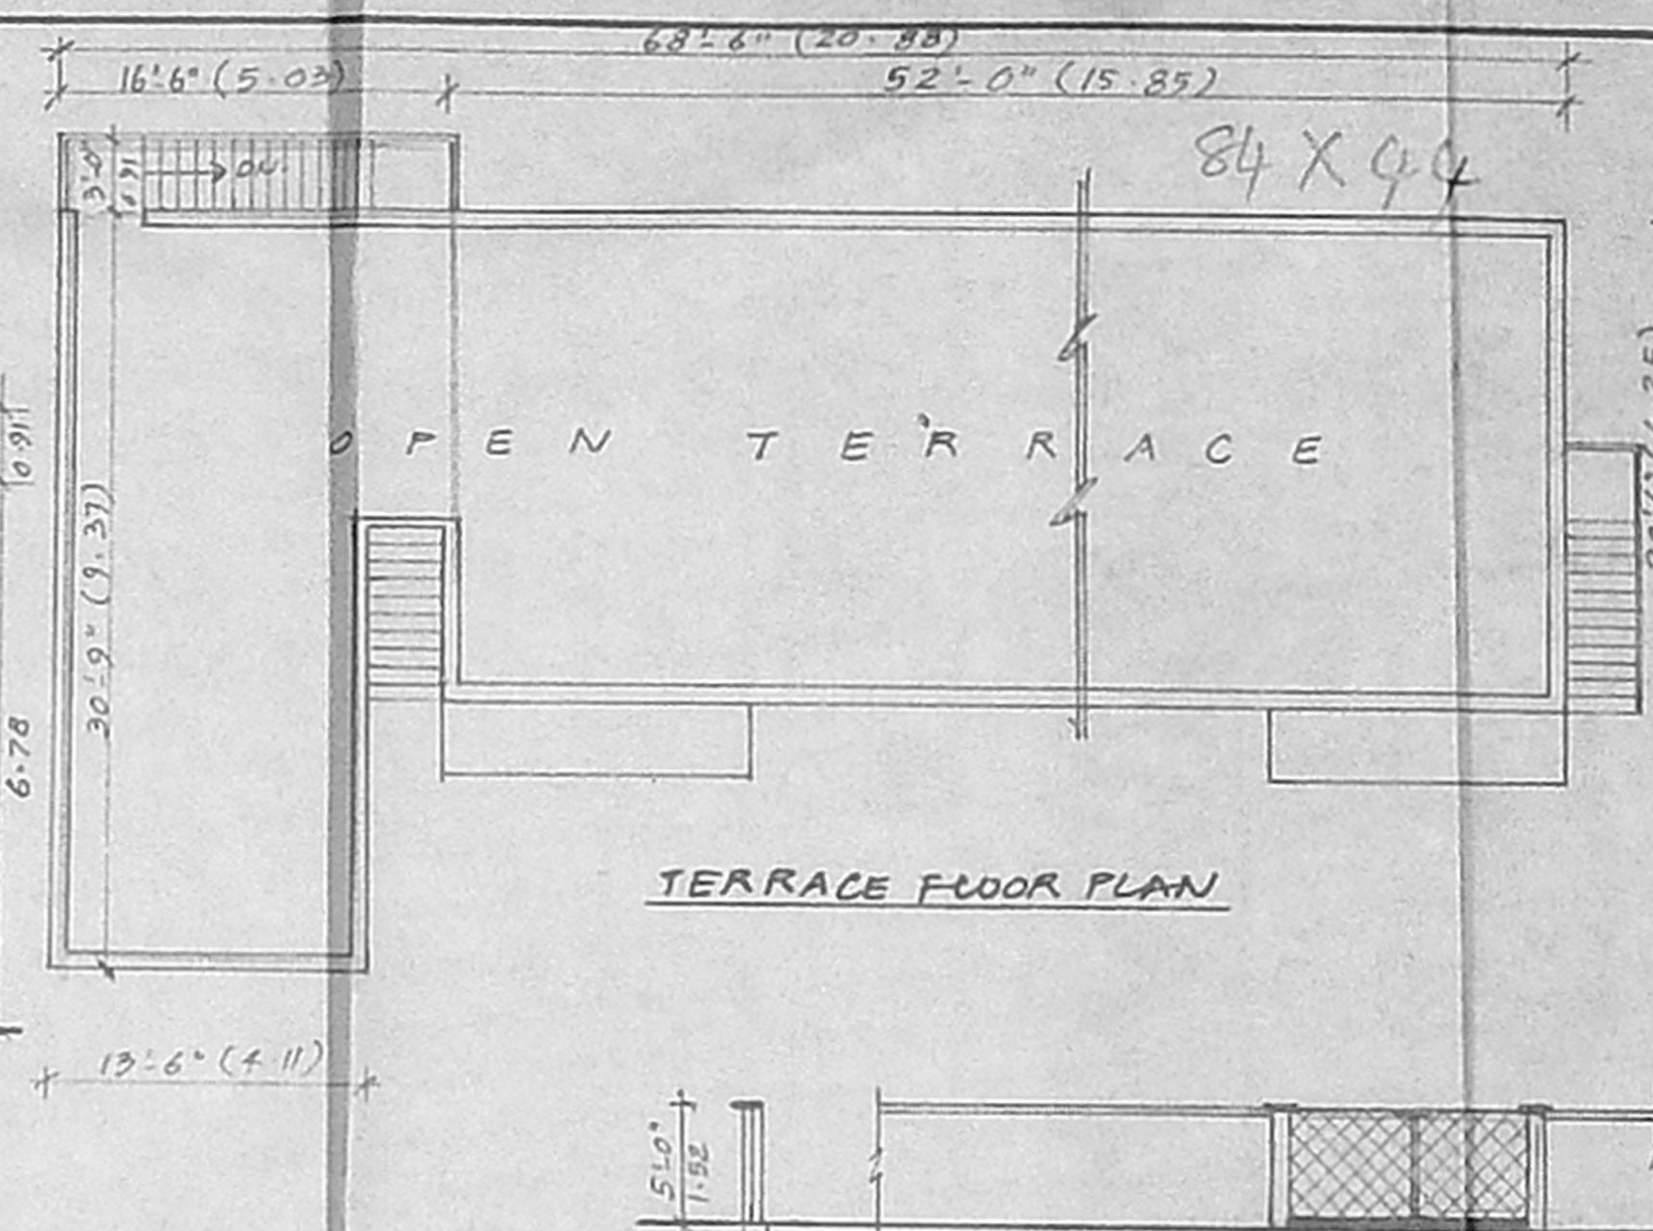 68'-6" (20.88)
16'-6" (5.03)
52'-0" (15.85)
84 X 44
3'-0"
0.91
DN.
0.91
OPEN TERRACE
30'-9" (9.37)
6.78
TERRACE FLOOR PLAN
13'-6" (4.11)
5'-0"
1.52